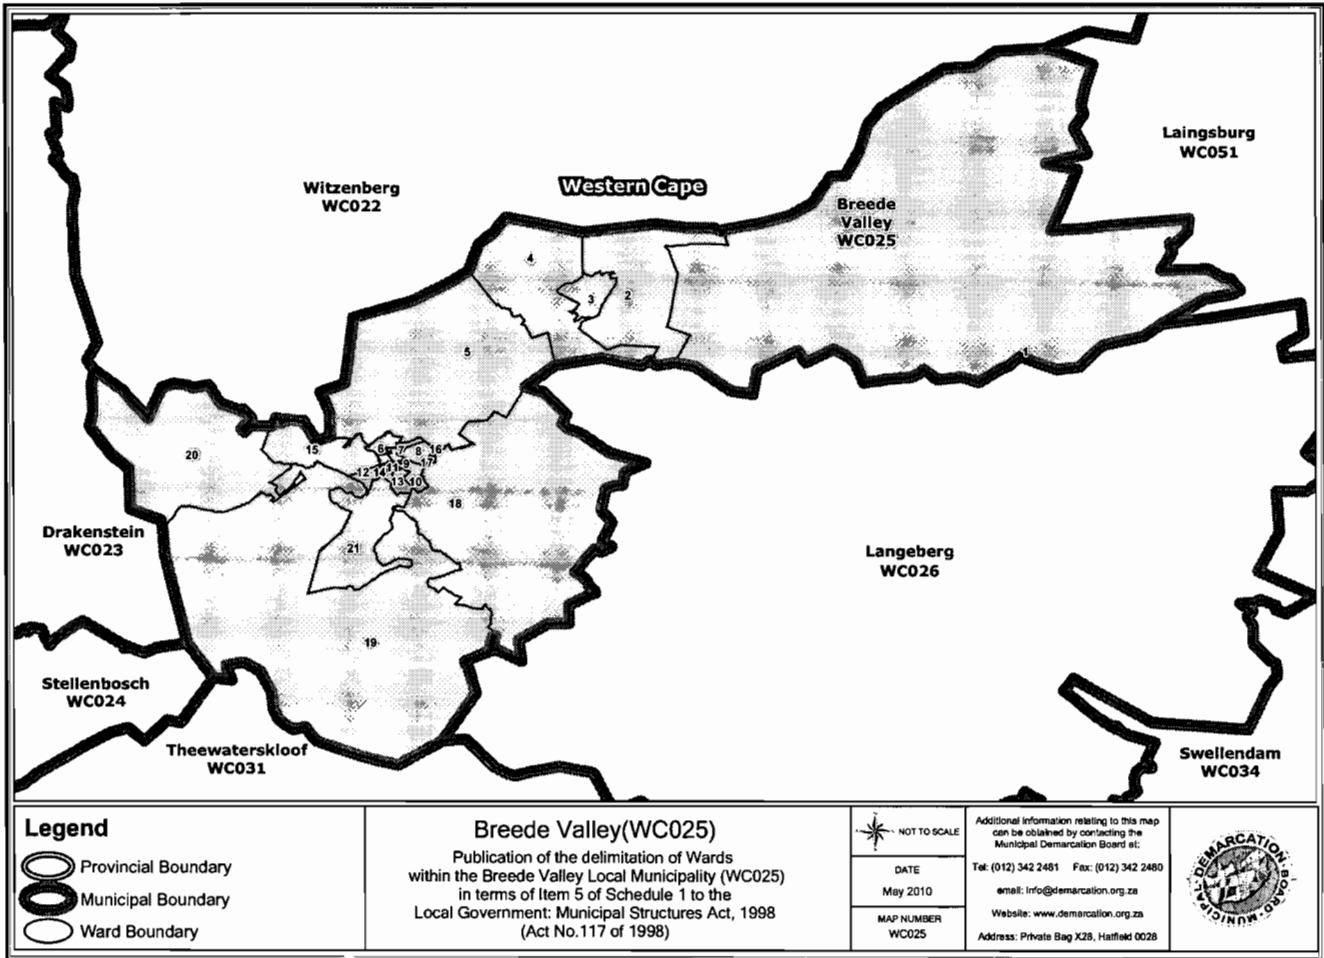 Laingsburg
WC051
Witzenberg
WC022
Western Cape
Breede
Valley
WC025
4
3
2
5
1
20
15
6
7
8
16
12
14
11
9
17
13
10
18
Drakenstein
WC023
21
Langeberg
WC026
19
Stellenbosch
WC024
Theewaterskloof
WC031
Swellendam
WC034
Legend
Provincial Boundary
Municipal Boundary
Ward Boundary
Breede Valley(WC025)
Publication of the delimitation of Wards
within the Breede Valley Local Municipality (WC025)
in terms of Item 5 of Schedule 1 to the
Local Government: Municipal Structures Act, 1998
(Act No.117 of 1998)
NOT TO SCALE
DATE
May 2010
MAP NUMBER
WC025
Additional information relating to this map
can be obtained by contacting the
Municipal Demarcation Board at:
Tel: (012) 342 2481 Fax: (012) 342 2480
email: info@demarcation.org.za
Website: www.demarcation.org.za
Address: Private Bag X28, Hatfield 0028
MUNICIPAL DEMARCATION BOARD